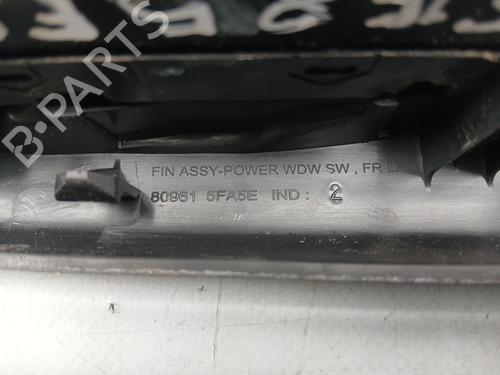 FIN ASSY-POWER WDW SW , FR L
80961 5FA5E IND : 2
B-PARTS